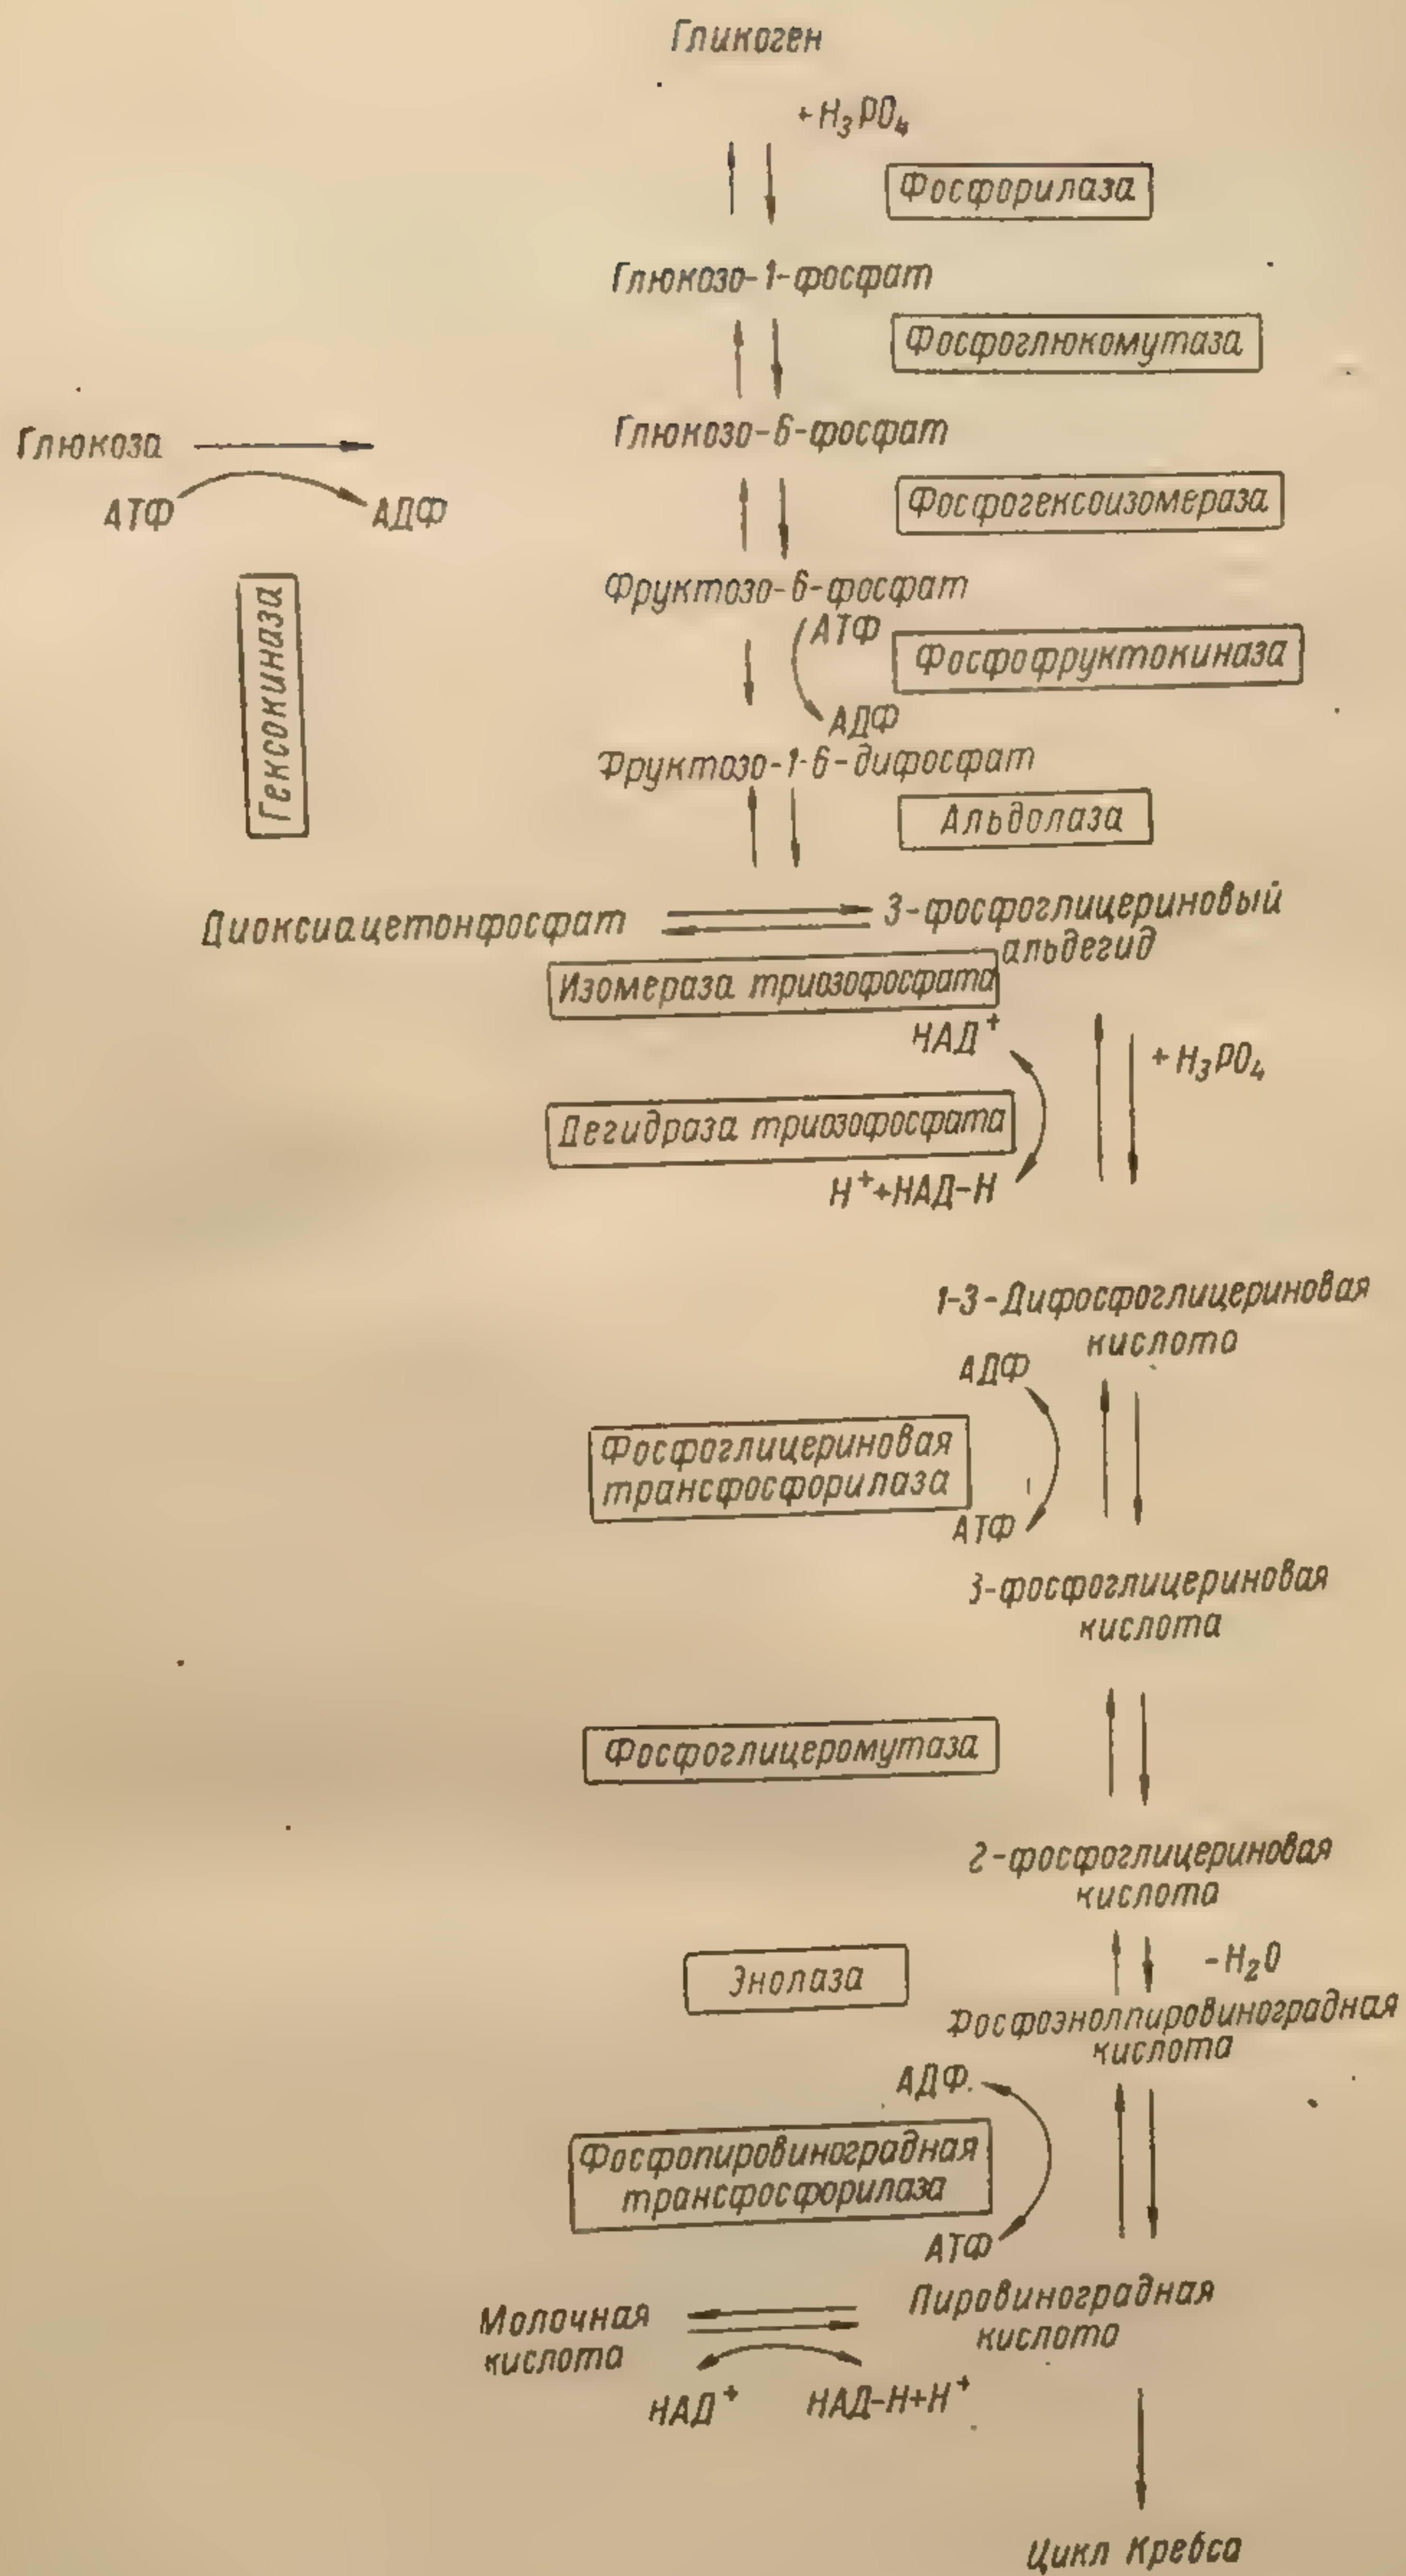 Гликоген
+H₃PO₄
Фосфорилаза
Глюкозо-1-фосфат
Фосфоглюкомутаза
Глюкоза
Глюкозо-6-фосфат
АТФ
АДФ
Фосфогексоизомераза
Гексокиназа
Фруктозо-6-фосфат
АТФ
Фосфофруктокиназа
АДФ
Фруктозо-1-6-дифосфат
Альдолаза
Диоксиацетонфосфат
3-фосфоглицериновый
альдегид
Изомераза триозофосфата
НАД⁺
+H₃PO₄
Дегидраза триозофосфата
Н⁺+НАД-Н
1-3-Дифосфоглицериновая
кислота
АДФ
Фосфоглицериновая
трансфосфорилаза
АТФ
3-фосфоглицериновая
кислота
Фосфоглицеромутаза
2-фосфоглицериновая
кислота
Энолаза
-H₂O
Фосфоэнолпировиноградная
кислота
АДФ
Фосфопировиноградная
трансфосфорилаза
АТФ
Молочная
кислота
Пировиноградная
кислота
НАД⁺
НАД-Н+Н⁺
Цикл Кребса